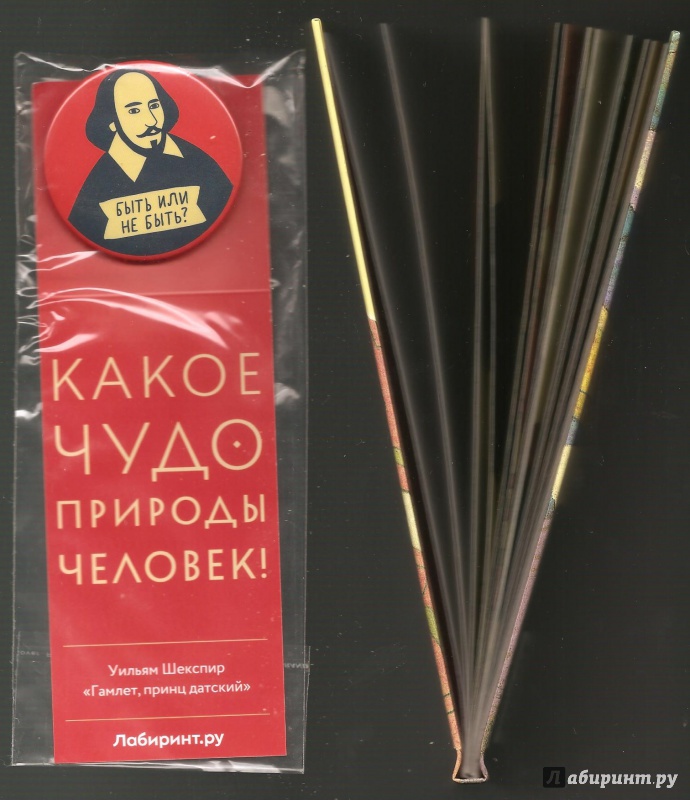 БЫТЬ ИЛИ
НЕ БЫТЬ?
КАКОЕ
ЧУДО
ПРИРОДЫ
ЧЕЛОВЕК!
Уильям Шекспир
«Гамлет, принц датский»
Лабиринт.ру
Лабиринт.ру